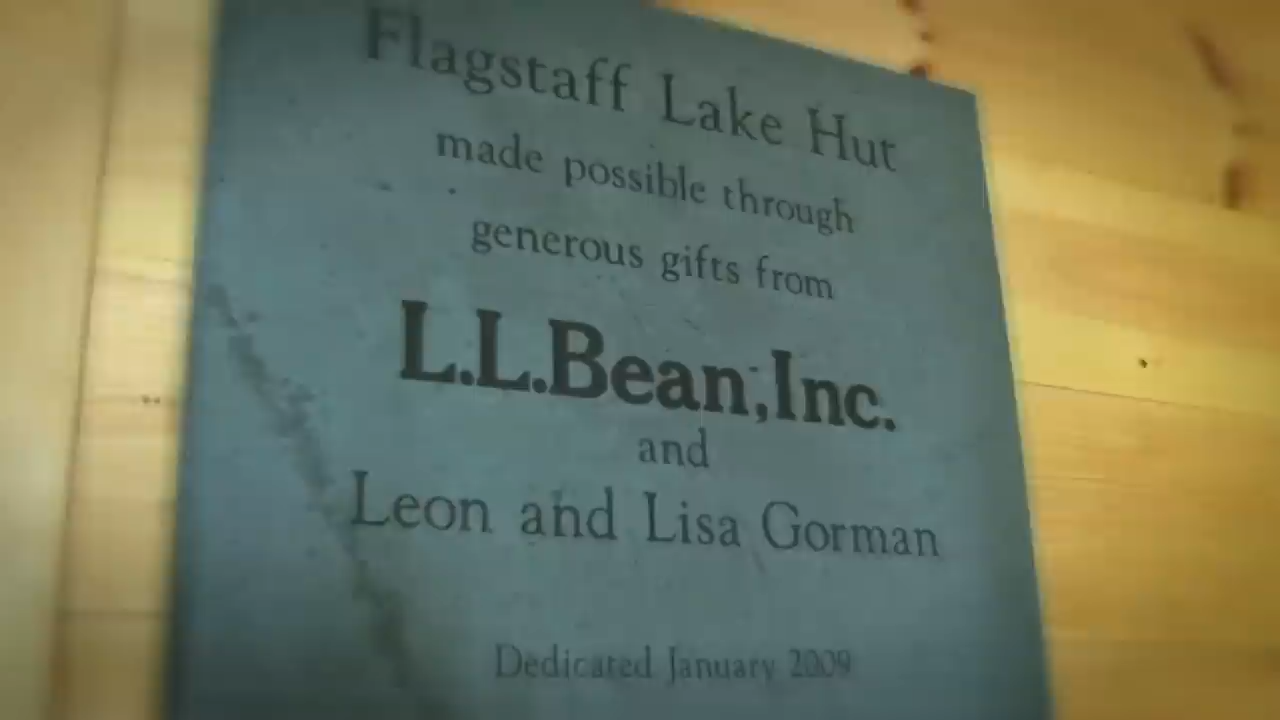 Flagstaff Lake Hut
made possible through
generous gifts from
L.L.Bean,Inc.
and
Leon and Lisa Gorman
Dedicated January 2009